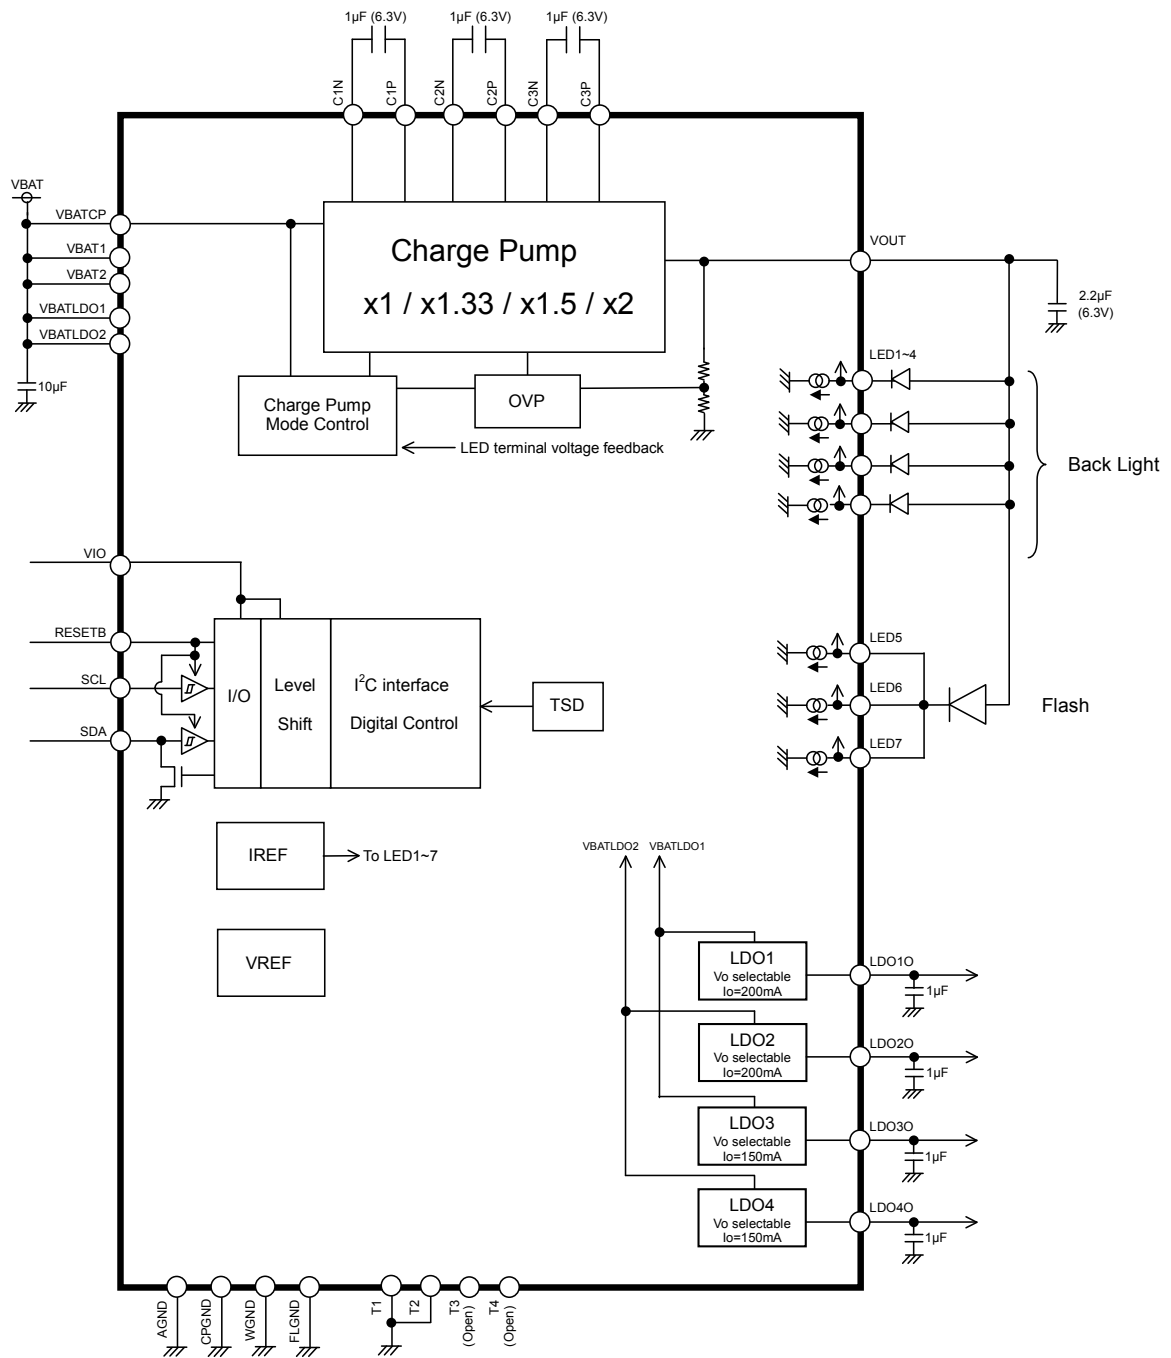 1µF (6.3V) 1µF (6.3V) 1µF (6.3V)
C1N C1P C2N C2P C3N C3P
VBAT
VBATCP
VBAT1
VBAT2
VBATLDO1
VBATLDO2
10µF
Charge Pump
x1 / x1.33 / x1.5 / x2
VOUT
2.2µF
(6.3V)
Charge Pump
Mode Control
OVP
LED terminal voltage feedback
LED1~4
Back Light
VIO
RESETB
SCL
SDA
I/O
Level
Shift
I²C interface
Digital Control
TSD
LED5
LED6
LED7
Flash
IREF
To LED1~7
VREF
VBATLDO2 VBATLDO1
LDO1
Vo selectable
Io=200mA
LDO1O
1µF
LDO2
Vo selectable
Io=200mA
LDO2O
1µF
LDO3
Vo selectable
Io=150mA
LDO3O
1µF
LDO4
Vo selectable
Io=150mA
LDO4O
1µF
AGND
CPGND
WGND
FLGND
T1
T2
T3
(Open)
T4
(Open)